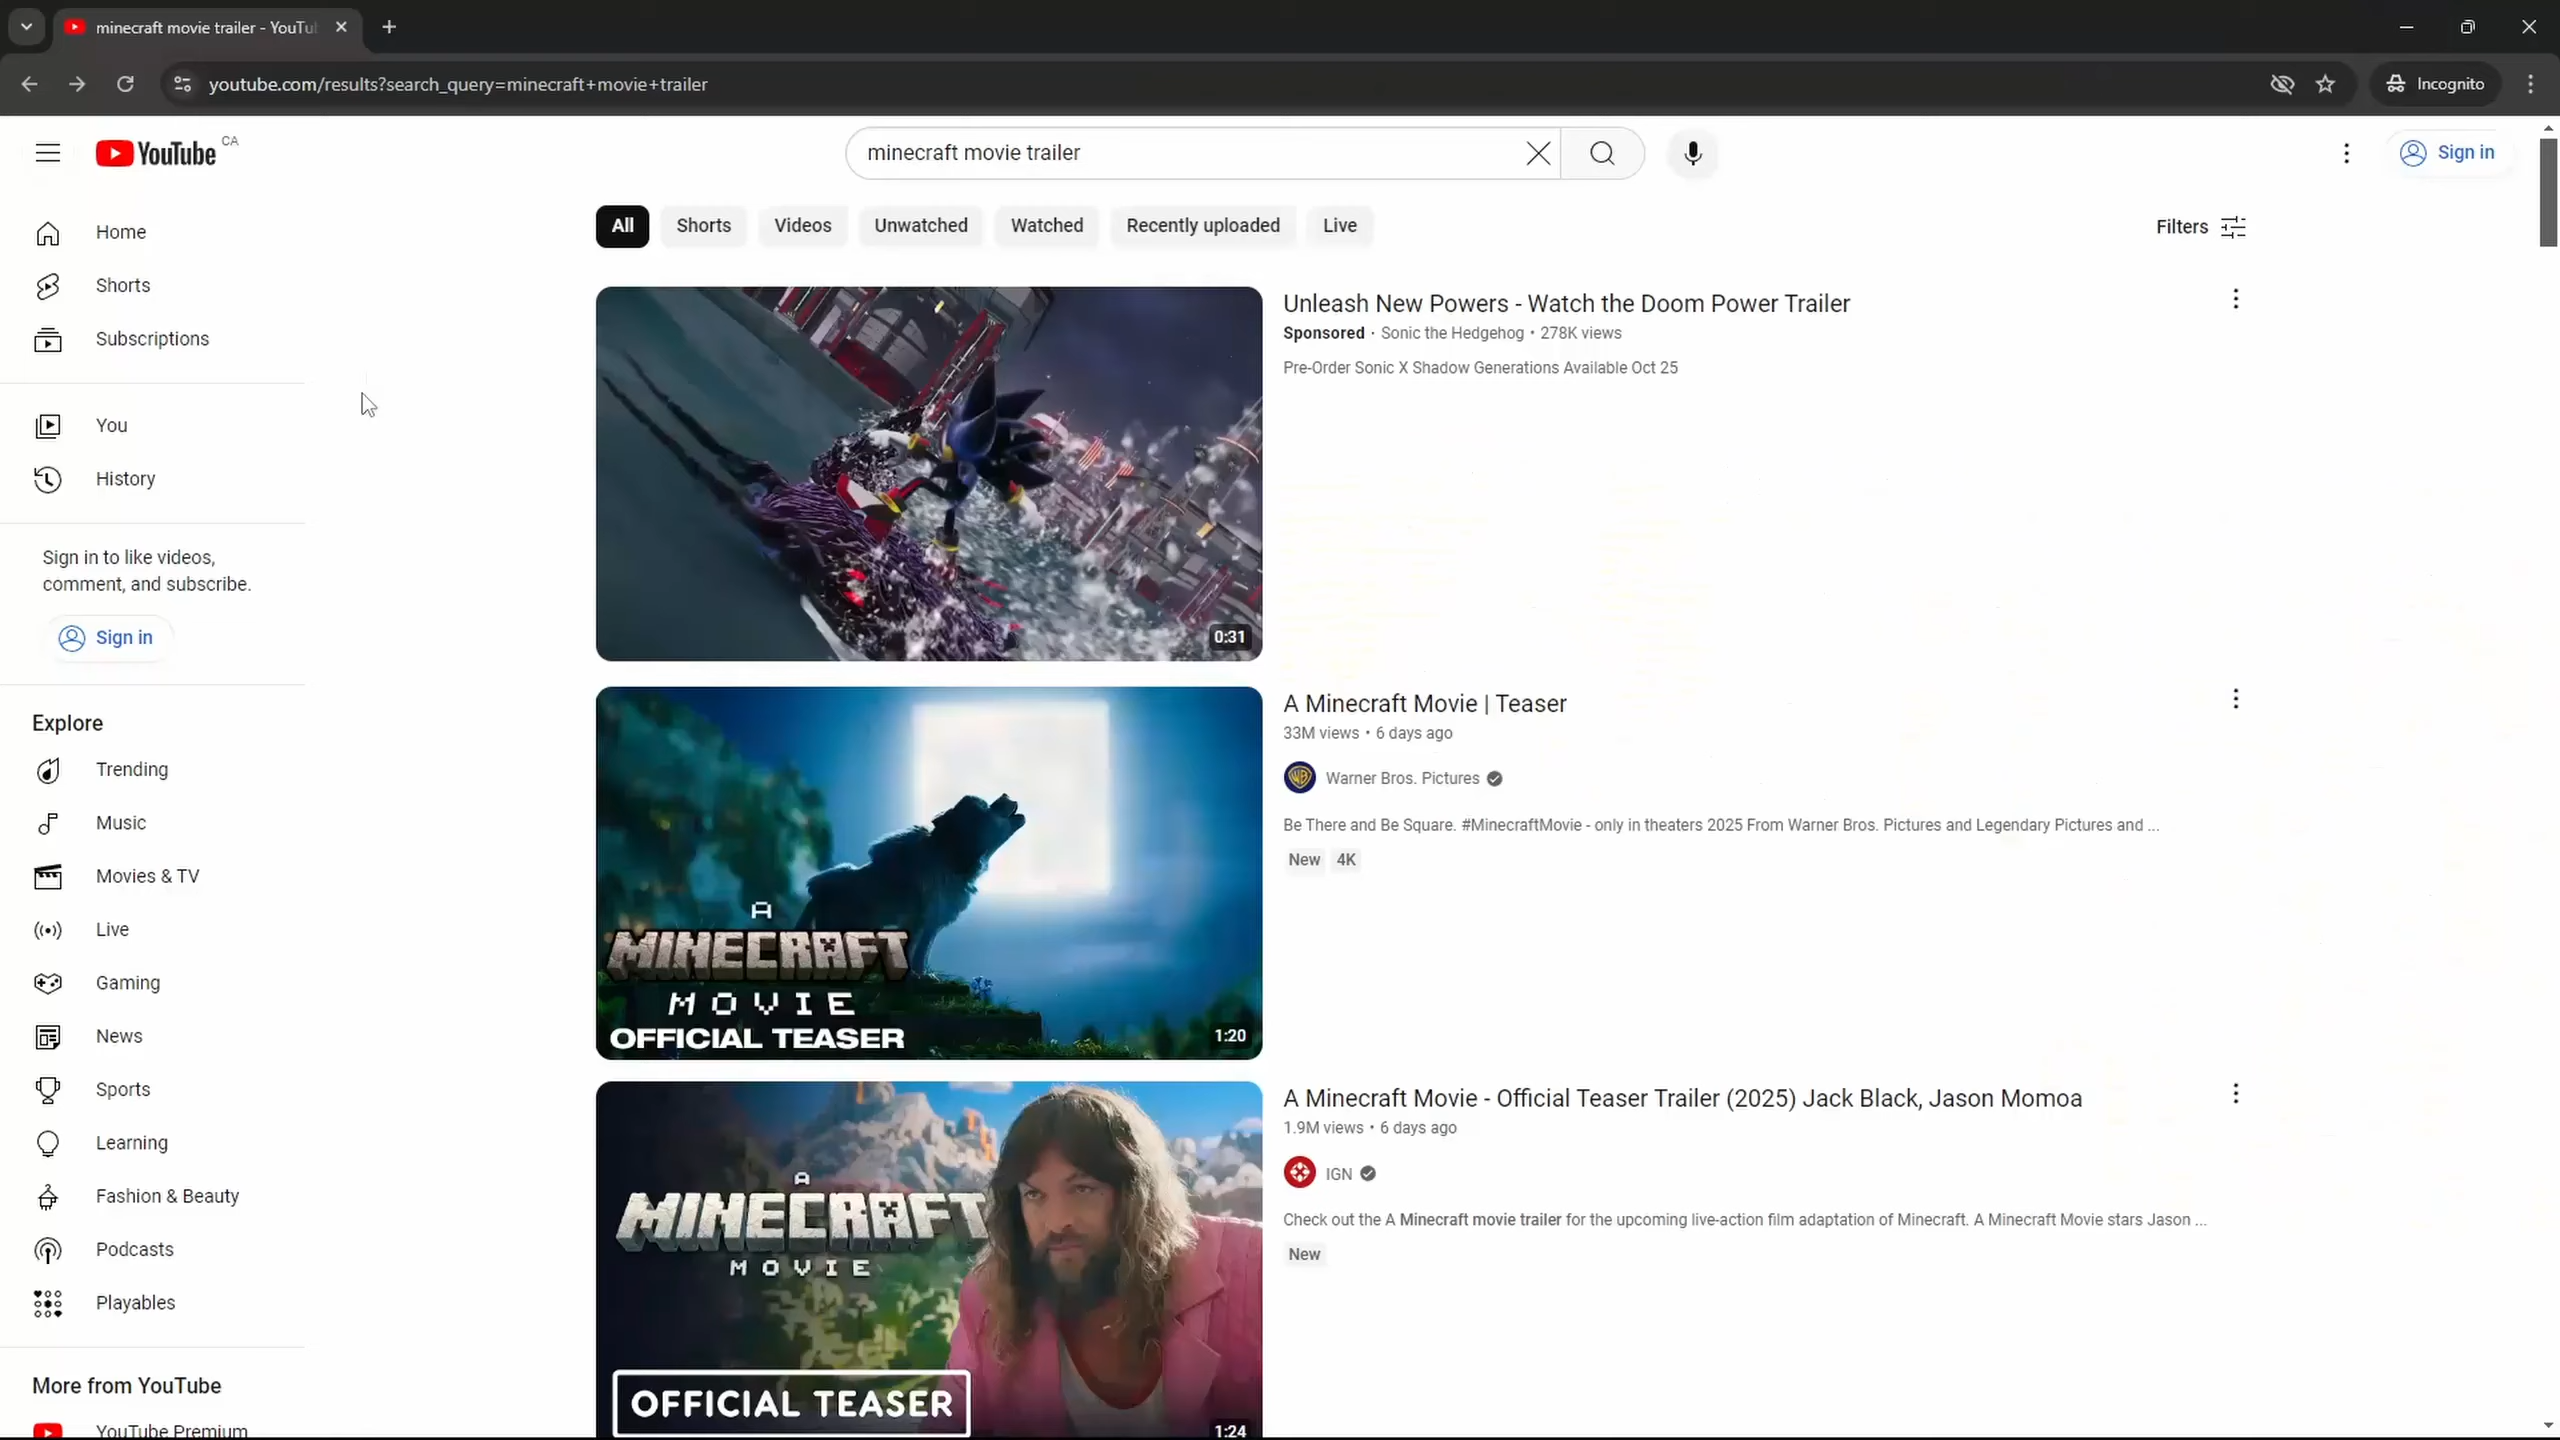 minecraft movie trailer - YouTu
youtube.com/results?search_query=minecraft+movie+trailer
Incognito
YouTube CA
minecraft movie trailer
Sign in
Home
Shorts
Subscriptions
You
History
Sign in to like videos,
comment, and subscribe.
Sign in
Explore
Trending
Music
Movies & TV
Live
Gaming
News
Sports
Learning
Fashion & Beauty
Podcasts
Playables
More from YouTube
YouTube Premium
All Shorts Videos Unwatched Watched Recently uploaded Live
Filters
0:31
Unleash New Powers - Watch the Doom Power Trailer
Sponsored · Sonic the Hedgehog • 278K views
Pre-Order Sonic X Shadow Generations Available Oct 25
A
MINECRAFT
MOVIE
OFFICIAL TEASER
1:20
A Minecraft Movie | Teaser
33M views • 6 days ago
WB Warner Bros. Pictures
Be There and Be Square. #MinecraftMovie - only in theaters 2025 From Warner Bros. Pictures and Legendary Pictures and ...
New 4K
A
MINECRAFT
MOVIE
OFFICIAL TEASER
1:24
A Minecraft Movie - Official Teaser Trailer (2025) Jack Black, Jason Momoa
1.9M views • 6 days ago
IGN
Check out the A Minecraft movie trailer for the upcoming live-action film adaptation of Minecraft. A Minecraft Movie stars Jason ...
New